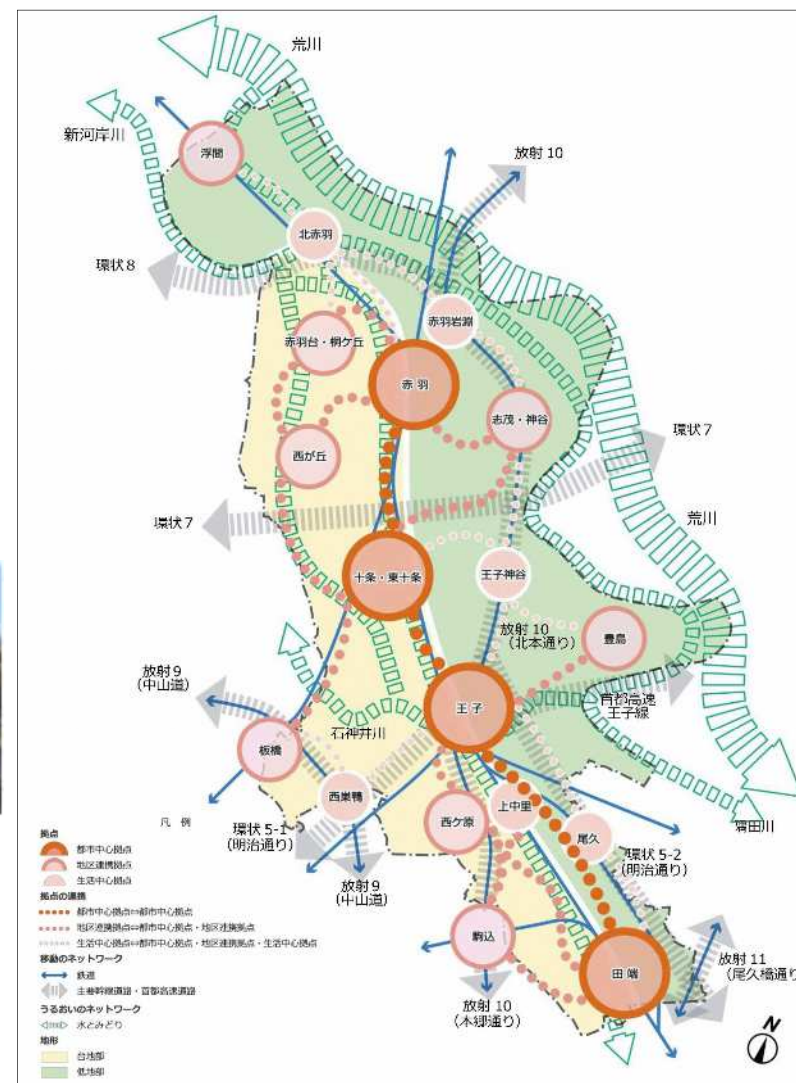 荒川
新河岸川
放射 10
浮間
北赤羽
環状 8
赤羽岩淵
赤羽台・桐ケ丘
赤 羽
志茂・神谷
環状 7
西が丘
荒川
環状 7
十条・東十条
王子神谷
放射 10
(北本通り)
豊島
放射 9
(中山道)
首都高速
王子線
王 子
石神井川
板橋
西巣鴨
上中里
西ケ原
尾久
隅田川
環状 5-1
(明治通り)
環状 5-2
(明治通り)
放射 9
(中山道)
駒込
田 端
放射 11
(尾久橋通り)
放射 10
(本郷通り)
N
凡 例
拠点
都市中心拠点
地区連携拠点
生活中心拠点
拠点の連携
都市中心拠点⇔都市中心拠点
地区連携拠点⇔都市中心拠点・地区連携拠点
生活中心拠点⇔都市中心拠点・地区連携拠点・生活中心拠点
移動のネットワーク
鉄道
主要幹線道路・首都高速道路
うるおいのネットワーク
水とみどり
地形
台地部
低地部